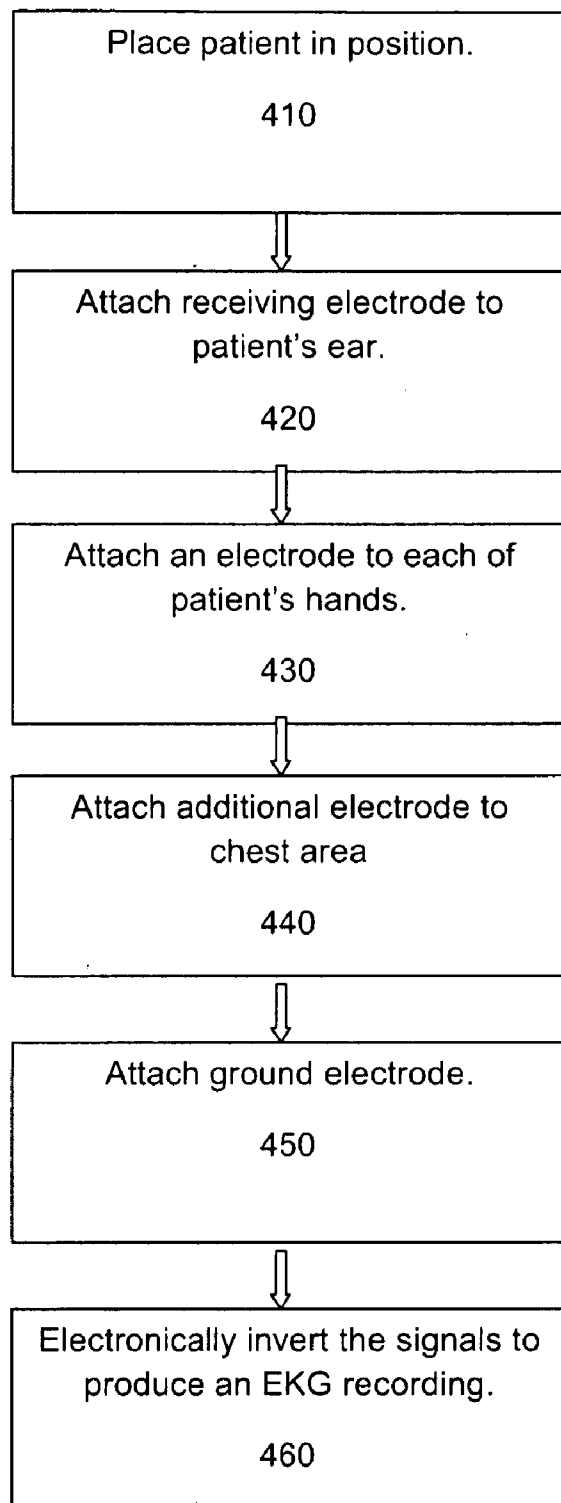 Place patient in position.
410
Attach receiving electrode to
patient's ear.
420
Attach an electrode to each of
patient's hands.
430
Attach additional electrode to
chest area
440
Attach ground electrode.
450
Electronically invert the signals to
produce an EKG recording.
460